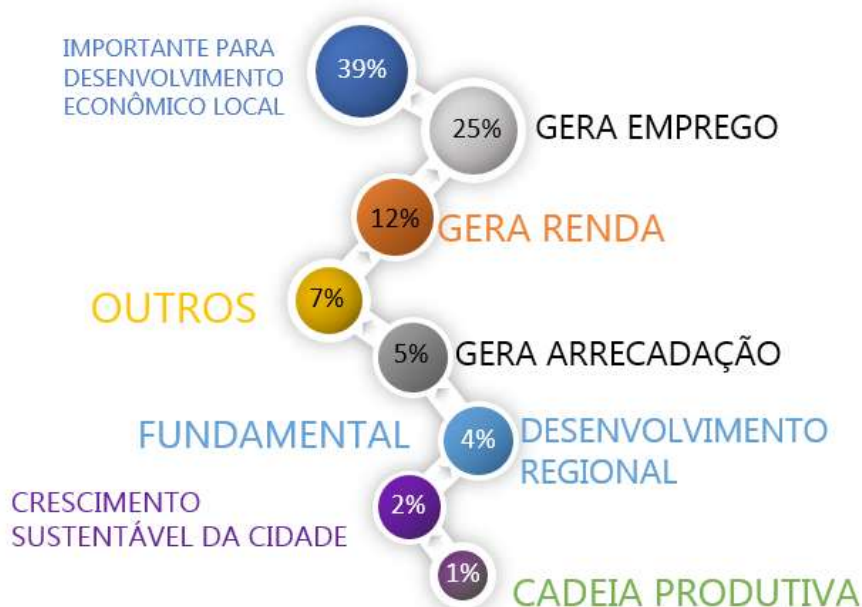 IMPORTANTE PARA
DESENVOLVIMENTO
ECONÔMICO LOCAL
39%
25%
GERA EMPREGO
12%
GERA RENDA
OUTROS
7%
5%
GERA ARRECADAÇÃO
FUNDAMENTAL
4%
DESENVOLVIMENTO
REGIONAL
CRESCIMENTO
SUSTENTÁVEL DA CIDADE
2%
1%
CADEIA PRODUTIVA